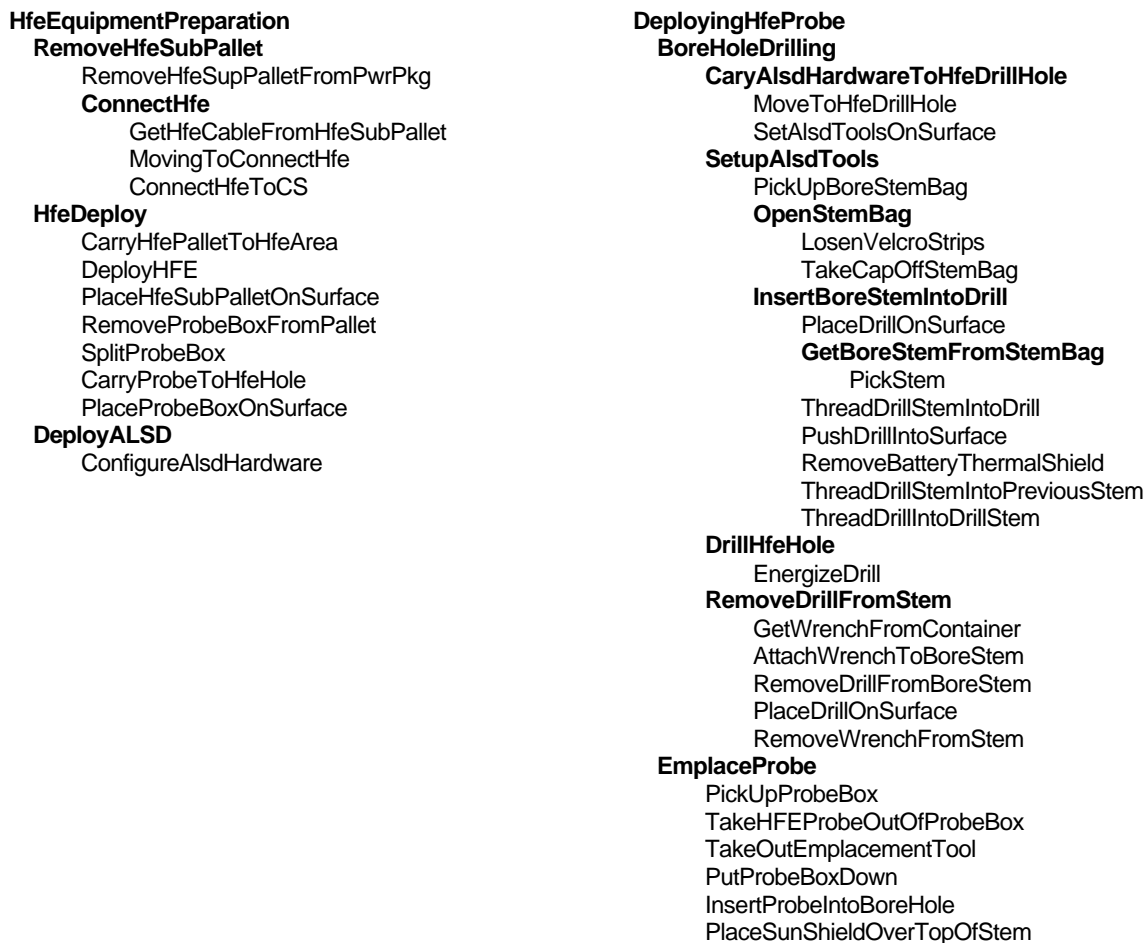 HfeEquipmentPreparation
RemoveHfeSubPallet
RemoveHfeSupPalletFromPwrPkg
ConnectHfe
GetHfeCableFromHfeSubPallet
MovingToConnectHfe
ConnectHfeToCS
HfeDeploy
CarryHfePalletToHfeArea
DeployHFE
PlaceHfeSubPalletOnSurface
RemoveProbeBoxFromPallet
SplitProbeBox
CarryProbeToHfeHole
PlaceProbeBoxOnSurface
DeployALSD
ConfigureAlsdHardware
DeployingHfeProbe
BoreHoleDrilling
CaryAlsdHardwareToHfeDrillHole
MoveToHfeDrillHole
SetAlsdToolsOnSurface
SetupAlsdTools
PickUpBoreStemBag
OpenStemBag
LosenVelcroStrips
TakeCapOffStemBag
InsertBoreStemIntoDrill
PlaceDrillOnSurface
GetBoreStemFromStemBag
PickStem
ThreadDrillStemIntoDrill
PushDrillIntoSurface
RemoveBatteryThermalShield
ThreadDrillStemIntoPreviousStem
ThreadDrillIntoDrillStem
DrillHfeHole
EnergizeDrill
RemoveDrillFromStem
GetWrenchFromContainer
AttachWrenchToBoreStem
RemoveDrillFromBoreStem
PlaceDrillOnSurface
RemoveWrenchFromStem
EmplaceProbe
PickUpProbeBox
TakeHFEProbeOutOfProbeBox
TakeOutEmplacementTool
PutProbeBoxDown
InsertProbeIntoBoreHole
PlaceSunShieldOverTopOfStem